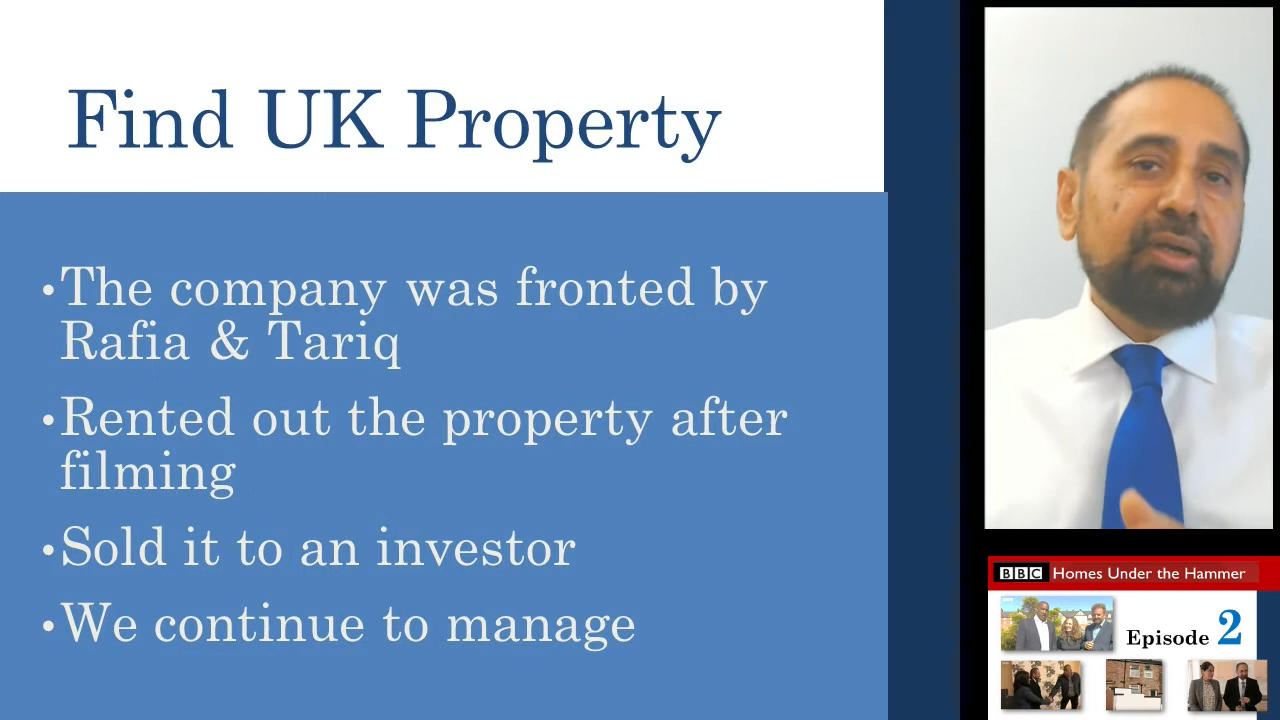 Find UK Property
•The company was fronted by
Rafia & Tariq
•Rented out the property after
filming
•Sold it to an investor
•We continue to manage
BBC Homes Under the Hammer
Episode 2